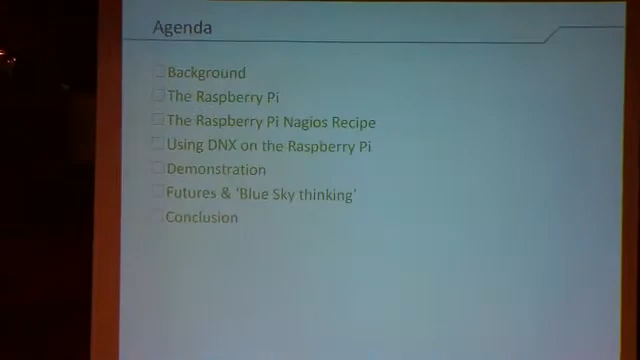 Agenda
Background
The Raspberry Pi
The Raspberry Pi Nagios Recipe
Using DNX on the Raspberry Pi
Demonstration
Futures & 'Blue Sky thinking'
Conclusion